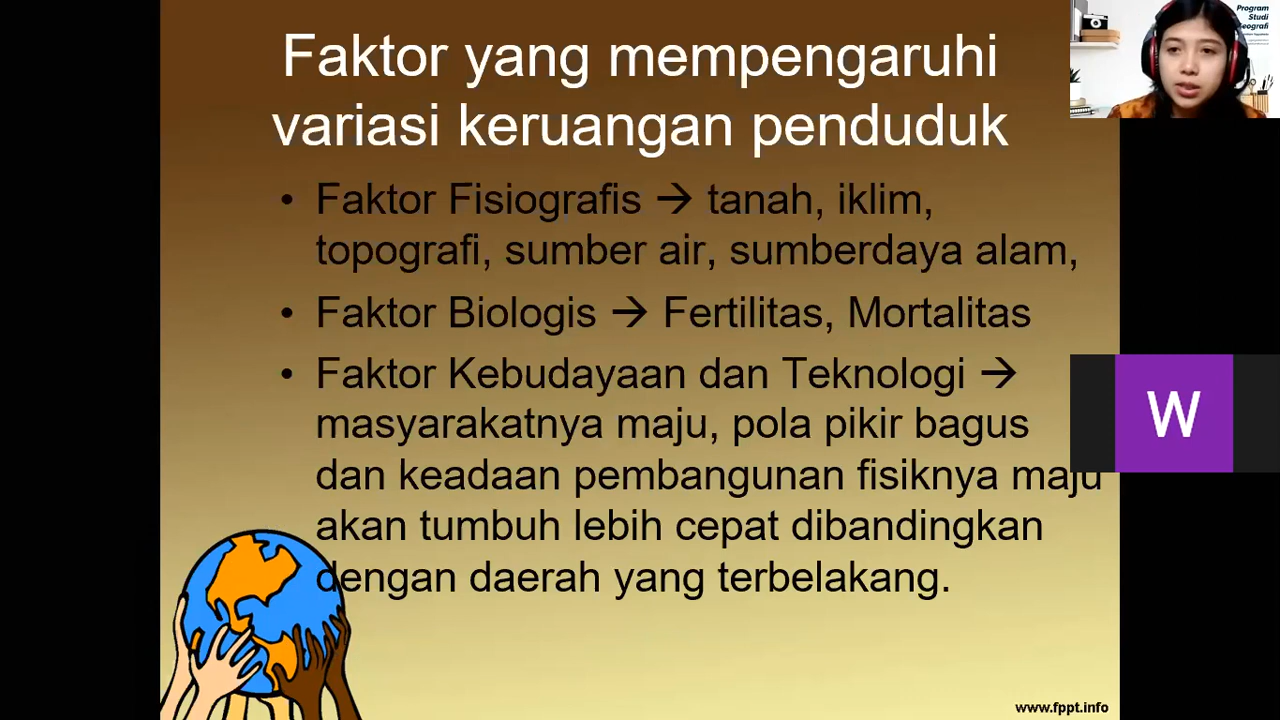 Faktor yang mempengaruhi
variasi keruangan penduduk
• Faktor Fisiografis → tanah, iklim,
topografi, sumber air, sumberdaya alam,
• Faktor Biologis → Fertilitas, Mortalitas
• Faktor Kebudayaan dan Teknologi →
masyarakatnya maju, pola pikir bagus
dan keadaan pembangunan fisiknya maju
akan tumbuh lebih cepat dibandingkan
dengan daerah yang terbelakang.
www.fppt.info
Program
Studi
W